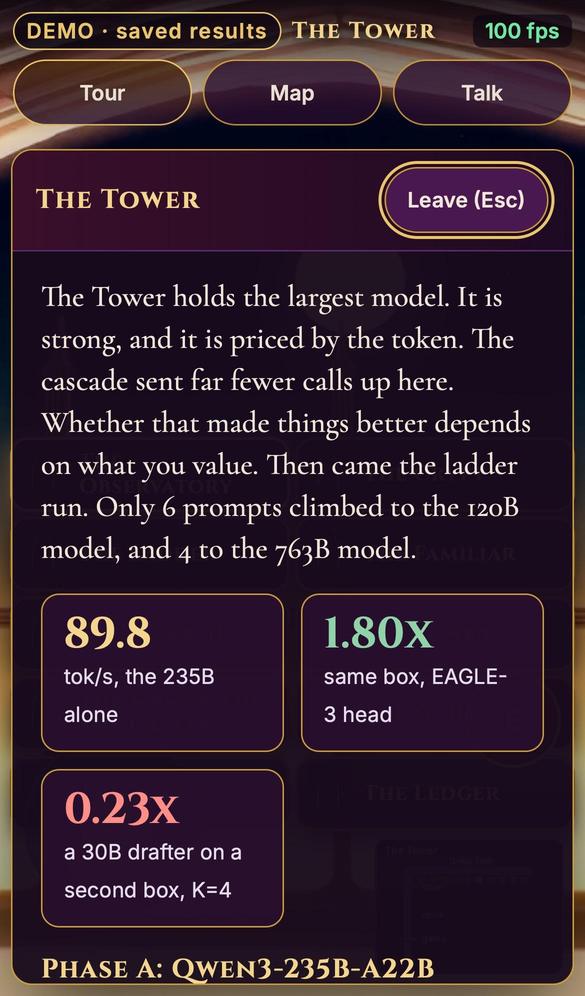 DEMO · saved results
The Tower
100 fps
Tour
Map
Talk
The Tower
Leave (Esc)
The Tower holds the largest model. It is
strong, and it is priced by the token. The
cascade sent far fewer calls up here.
Whether that made things better depends
on what you value. Then came the ladder
run. Only 6 prompts climbed to the 120B
model, and 4 to the 763B model.
89.8
tok/s, the 235B
alone
1.80x
same box, EAGLE-
3 head
0.23x
a 30B drafter on a
second box, K=4
The Ledger
Phase A: Qwen3-235B-A22B